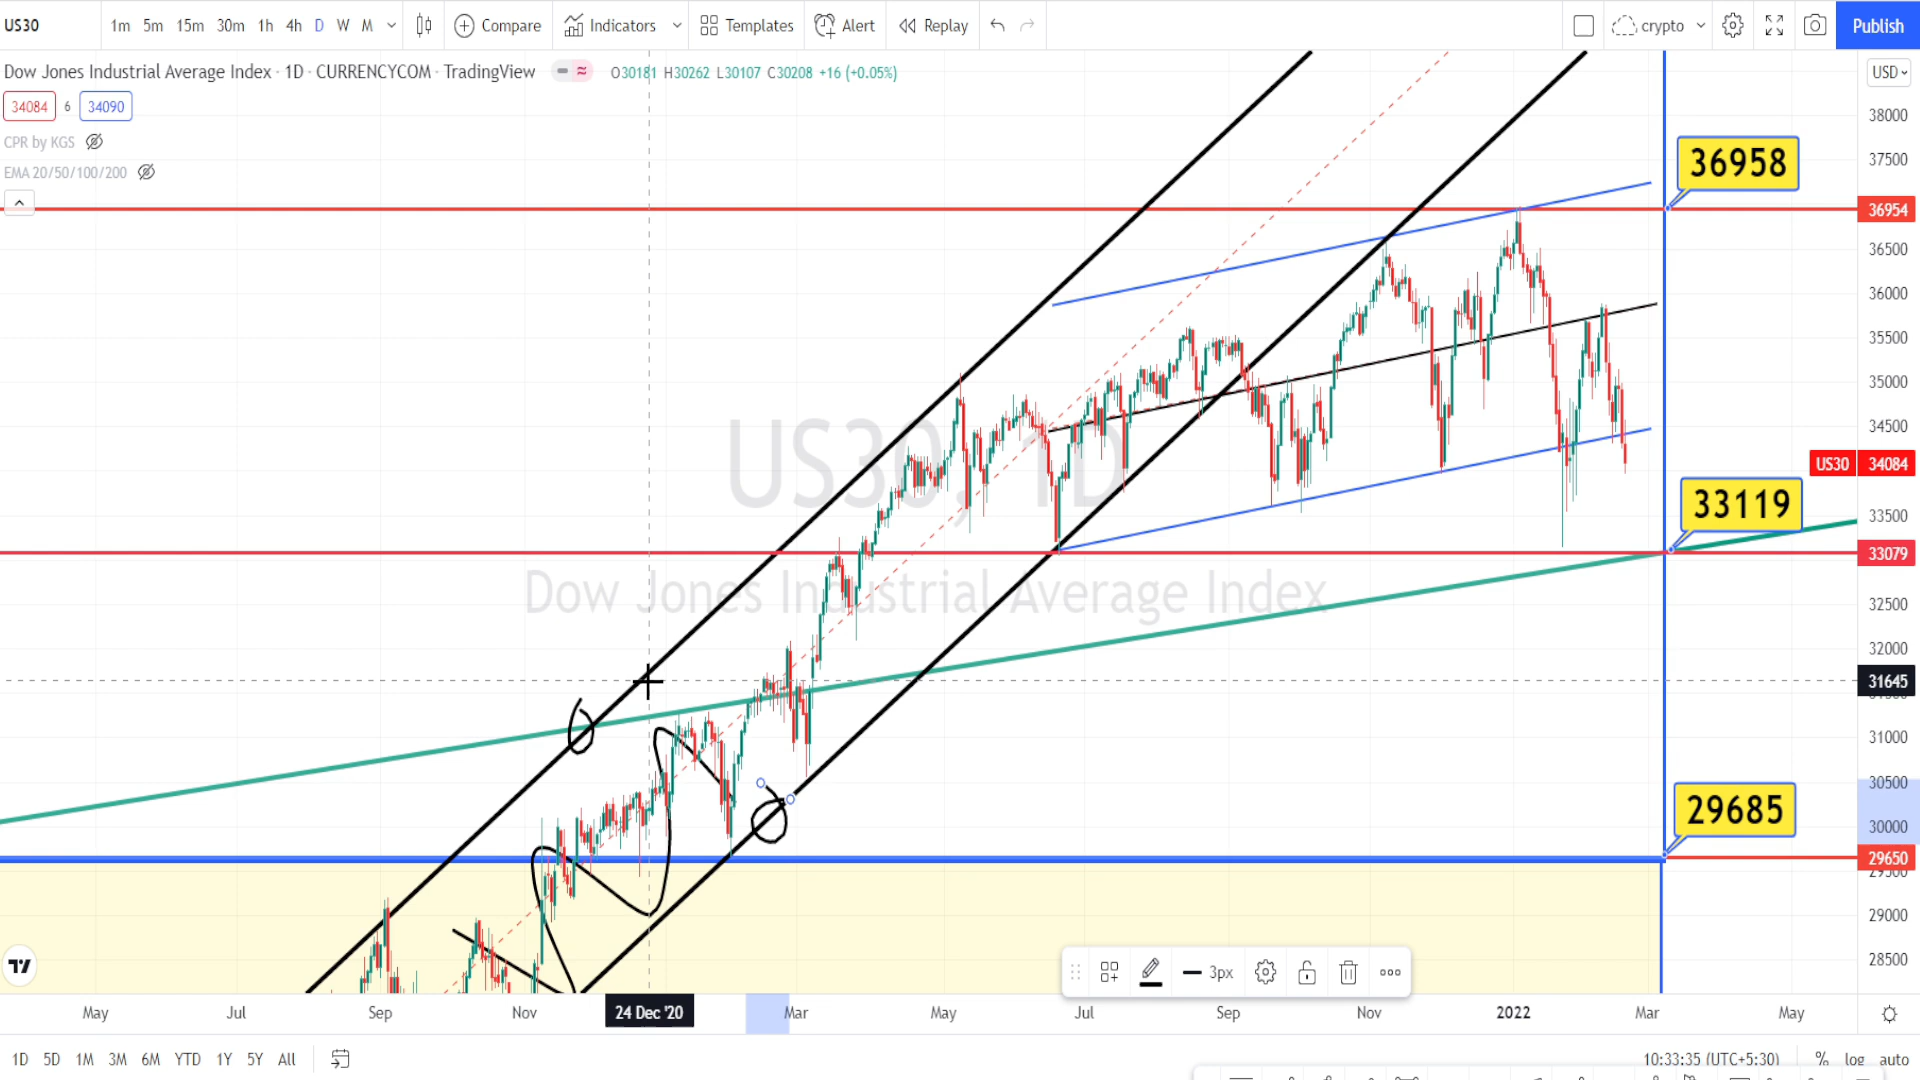 US30 1m 5m 15m 30m 1h 4h D W M Compare Indicators Templates Alert Replay crypto Publish
Dow Jones Industrial Average Index · 1D · CURRENCYCOM · TradingView O30181 H30262 L30107 C30208 +16 (+0.05%) USD
34084 6 34090
CPR by KGS
EMA 20/50/100/200
38000
37500
36958
36954
36500
36000
35500
35000
34500
US30, 1D
US30 34084
33119
33500
33079
Dow Jones Industrial Average Index
32500
32000
31645
31000
30500
29685
30000
29650
29500
29000
28500
3px
May Jul Sep Nov 24 Dec '20 Mar May Jul Sep Nov 2022 Mar May
1D 5D 1M 3M 6M YTD 1Y 5Y All 10:33:35 (UTC+5:30) % log auto